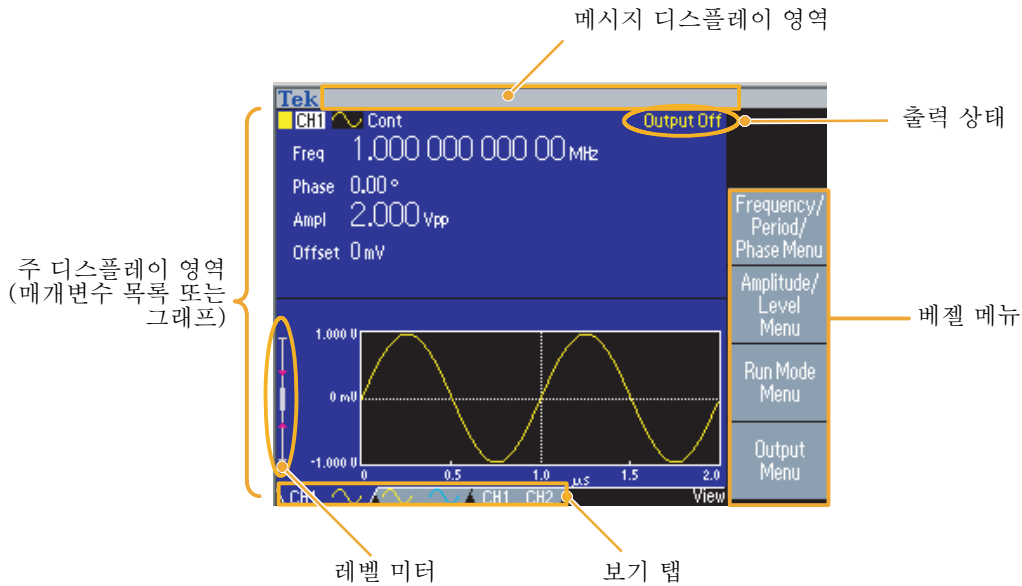 메시지 디스플레이 영역
Tek
CH1 Cont Output Off
출력 상태
Freq 1.000 000 000 00 MHz
Phase 0.00 °
Ampl 2.000 Vpp
Offset 0 mV
주 디스플레이 영역
(매개변수 목록 또는
그래프)
Frequency/
Period/
Phase Menu
Amplitude/
Level
Menu
베젤 메뉴
Run Mode
Menu
Output
Menu
1.000 V
0 mV
-1.000 V
0 0.5 1.0 µs 1.5 2.0
CH1 CH1 CH2 View
레벨 미터
보기 탭